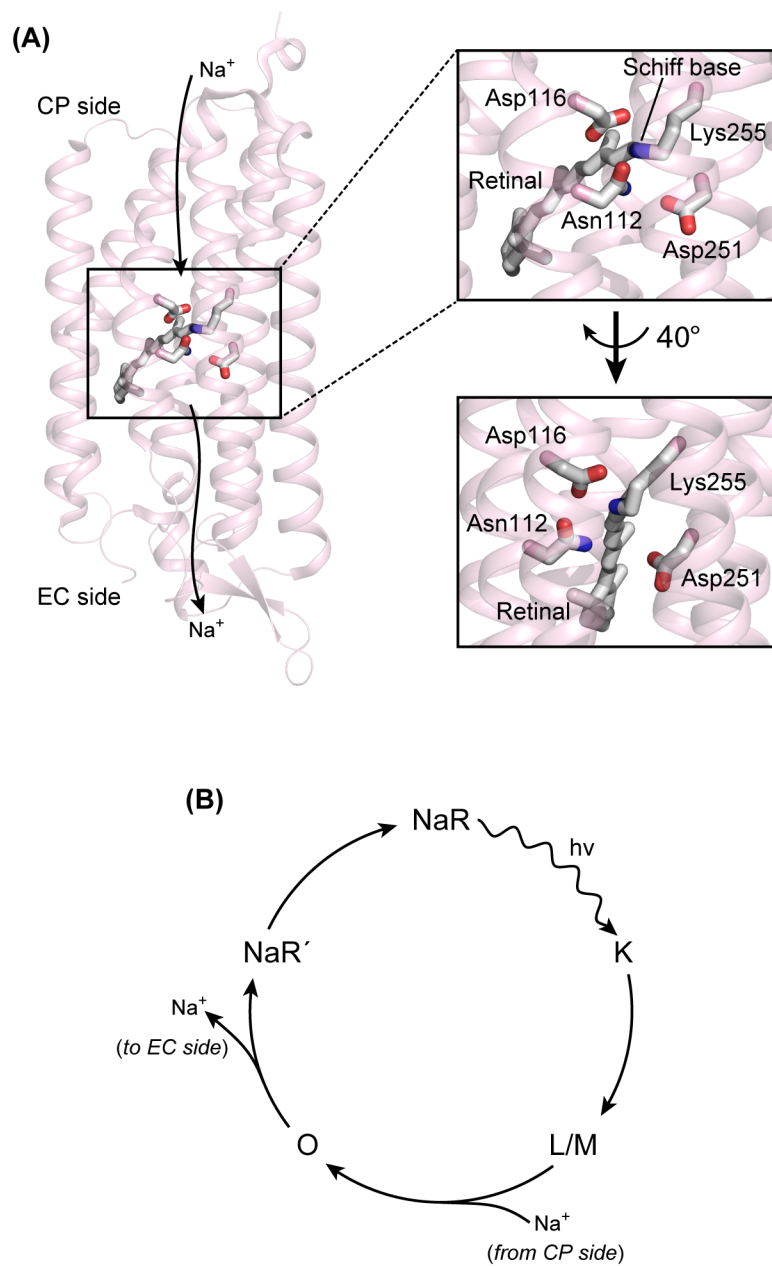 (A)
Na⁺
CP side
EC side
Na⁺
Schiff base
Asp116
Lys255
Retinal
Asn112
Asp251
40°
Asp116
Lys255
Asn112
Asp251
Retinal
(B)
NaR
hν
K
L/M
Na⁺
(from CP side)
O
Na⁺
(to EC side)
NaR´